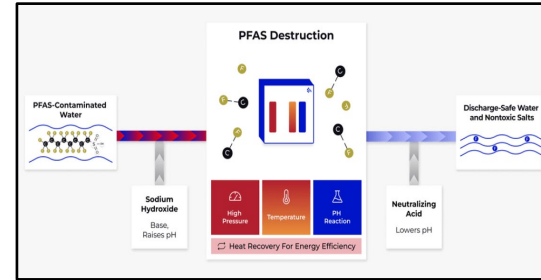 PFAS Destruction
PFAS-Contaminated
Water
Discharge-Safe Water
and Nontoxic Salts
F
F
C
C
F
C
C
F
Sodium
Hydroxide
Base,
Raises pH
High
Pressure
Temperature
PH
Reaction
Neutralizing
Acid
Lowers pH
Heat Recovery For Energy Efficiency